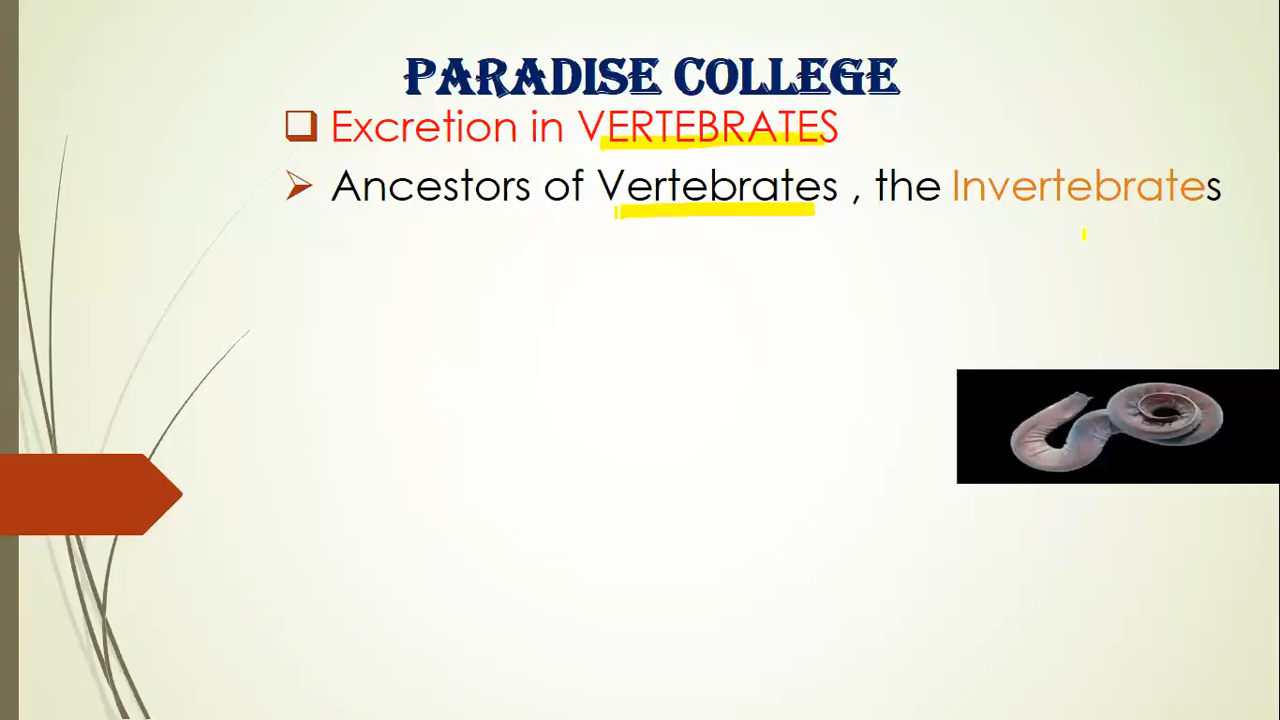 PARADISE COLLEGE
Excretion in VERTEBRATES
Ancestors of Vertebrates , the Invertebrates